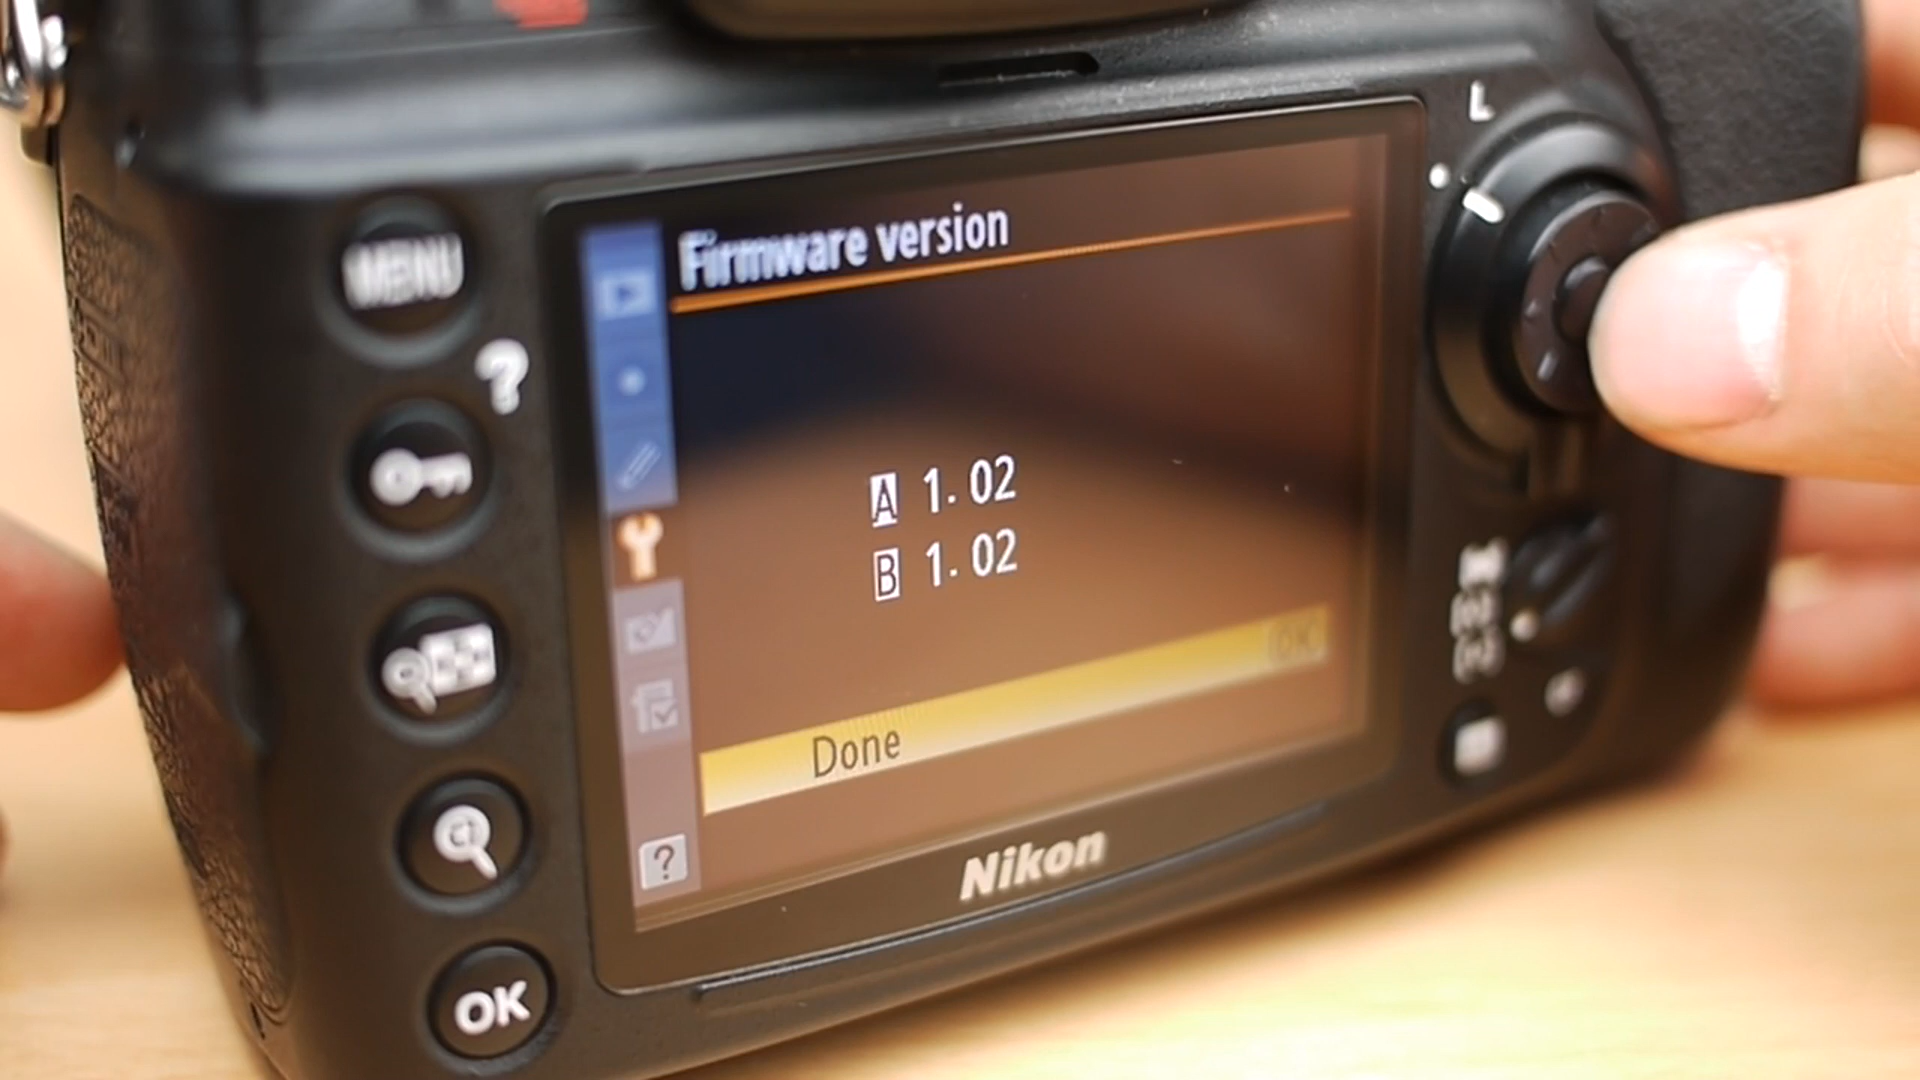 L
MENU
?
Firmware version
A 1.02
B 1.02
OK
Done
?
Nikon
OK